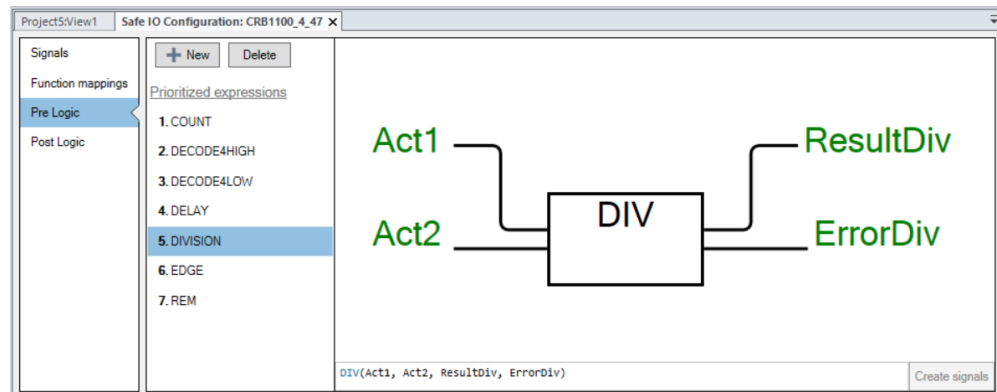 Project5:View1 Safe IO Configuration: CRB1100_4_47 ×
Signals
Function mappings
Pre Logic
Post Logic
New Delete
Prioritized expressions
1. COUNT
2. DECODE4HIGH
3. DECODE4LOW
4. DELAY
5. DIVISION
6. EDGE
7. REM
Act1
Act2
DIV
ResultDiv
ErrorDiv
DIV(Act1, Act2, ResultDiv, ErrorDiv)
Create signals